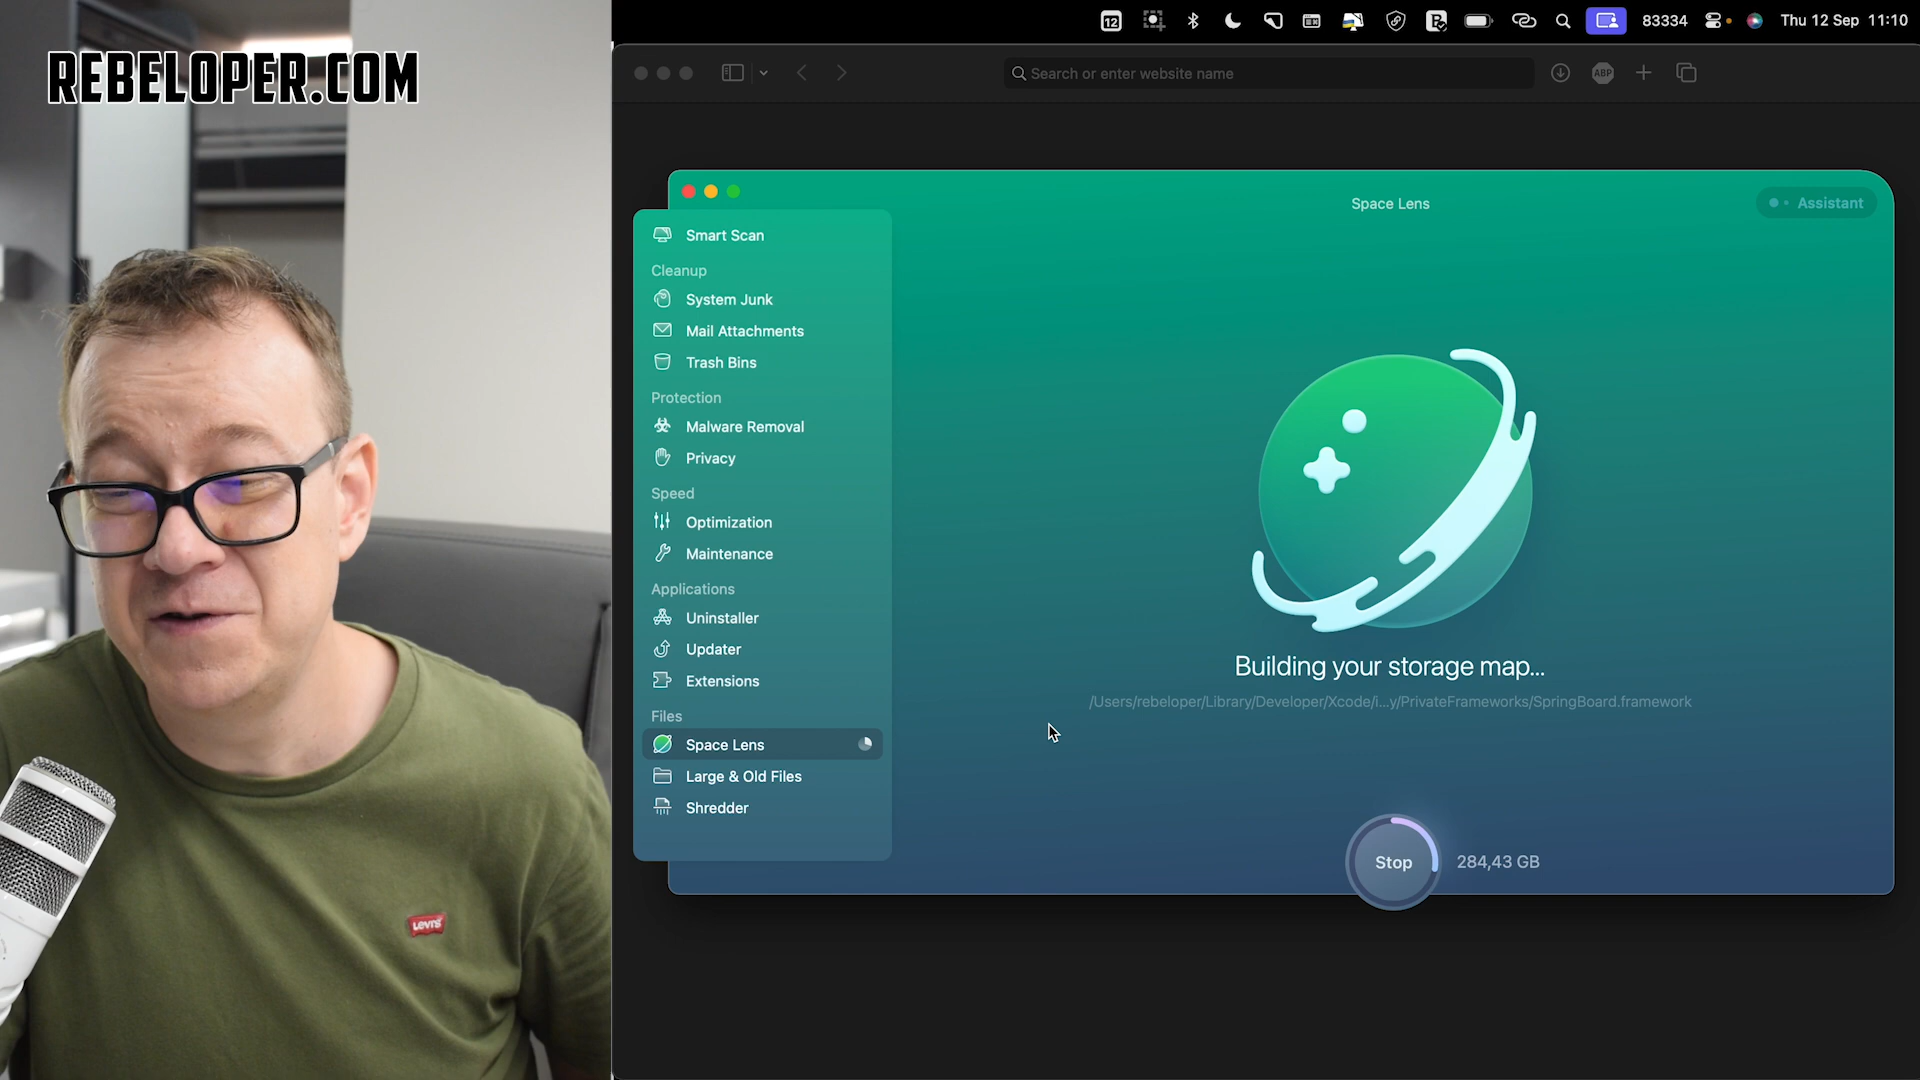 REBELOPER.COM
12
83334
Thu 12 Sep 11:10
Search or enter website name
ABP
Space Lens
Assistant
Smart Scan
Cleanup
System Junk
Mail Attachments
Trash Bins
Protection
Malware Removal
Privacy
Speed
Optimization
Maintenance
Applications
Uninstaller
Updater
Extensions
Files
Space Lens
Large & Old Files
Shredder
Building your storage map...
/Users/rebeloper/Library/Developer/Xcode/i...y/PrivateFrameworks/SpringBoard.framework
Stop
284,43 GB
Levi's